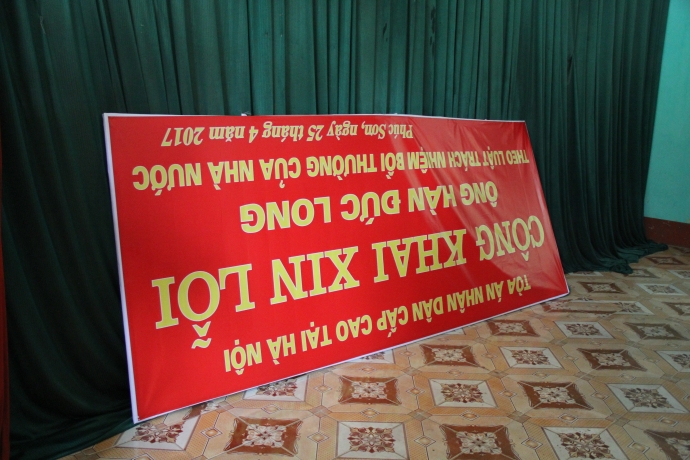 TÒA ÁN NHÂN DÂN CẤP CAO TẠI HÀ NỘI
CÔNG KHAI XIN LỖI
ÔNG HÀN ĐỨC LONG
THEO LUẬT TRÁCH NHIỆM BỒI THƯỜNG CỦA NHÀ NƯỚC
Phúc Sơn, ngày 25 tháng 4 năm 2017